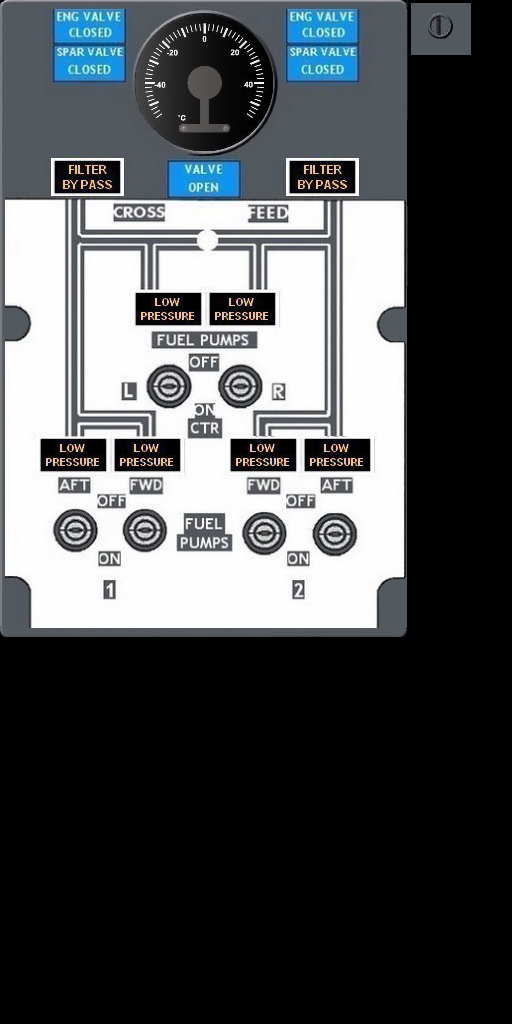 ENG VALVE
CLOSED
ENG VALVE
CLOSED
SPAR VALVE
CLOSED
SPAR VALVE
CLOSED
0
-20
20
-40
40
°C
FILTER
BY PASS
VALVE
OPEN
FILTER
BY PASS
CROSS
FEED
LOW
PRESSURE
LOW
PRESSURE
FUEL PUMPS
OFF
L
R
ON
CTR
LOW
PRESSURE
LOW
PRESSURE
LOW
PRESSURE
LOW
PRESSURE
AFT
FWD
FWD
AFT
OFF
OFF
FUEL
PUMPS
ON
ON
1
2